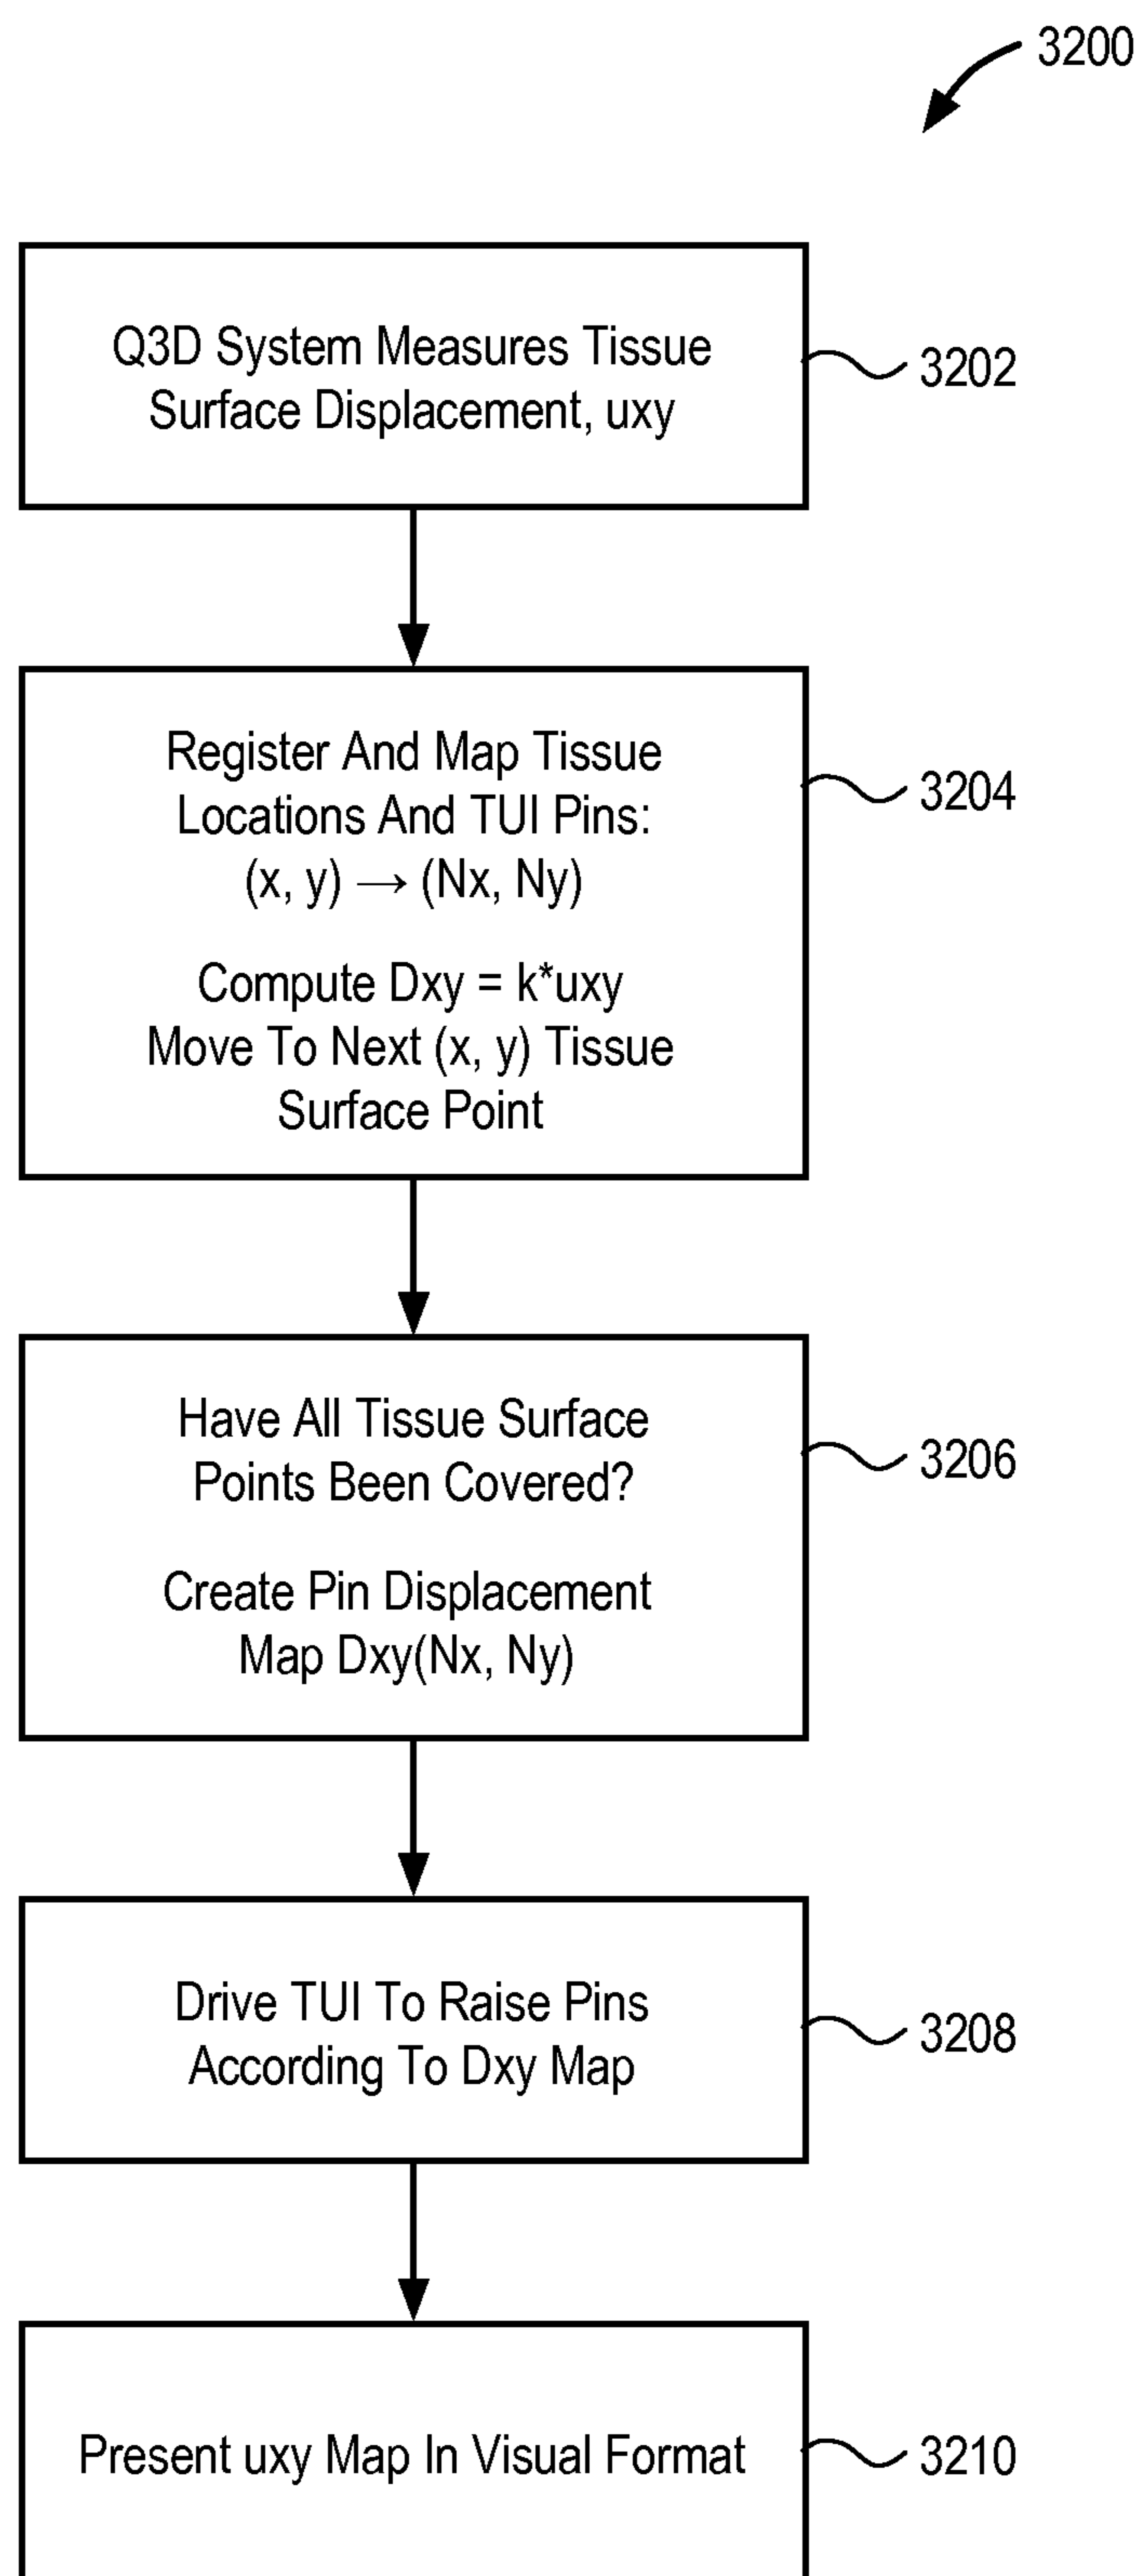 3200
Q3D System Measures Tissue
Surface Displacement, uxy
3202
Register And Map Tissue
Locations And TUI Pins:
(x, y) → (Nx, Ny)
Compute Dxy = k*uxy
Move To Next (x, y) Tissue
Surface Point
3204
Have All Tissue Surface
Points Been Covered?
Create Pin Displacement
Map Dxy(Nx, Ny)
3206
Drive TUI To Raise Pins
According To Dxy Map
3208
Present uxy Map In Visual Format
3210